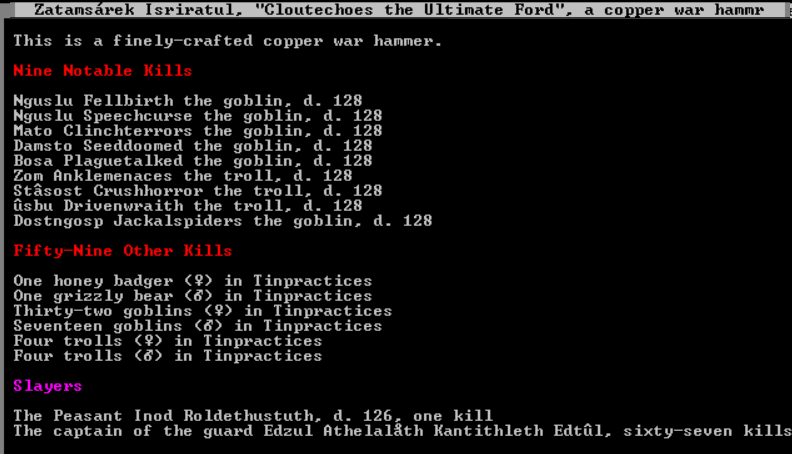 Zatamsárek Isriratul, "Cloutechoes the Ultimate Ford", a copper war hammr
This is a finely-crafted copper war hammer.
Nine Notable Kills
Nguslu Fellbirth the goblin, d. 128
Nguslu Speechcurse the goblin, d. 128
Mato Clinchterrors the goblin, d. 128
Damsto Seeddoomed the goblin, d. 128
Bosa Plaguetalked the goblin, d. 128
Zom Anklemenaces the troll, d. 128
Stâsost Crushhorror the troll, d. 128
ûsbu Drivenwraith the troll, d. 128
Dostngosp Jackalspiders the goblin, d. 128
Fifty-Nine Other Kills
One honey badger (♀) in Tinpractices
One grizzly bear (♂) in Tinpractices
Thirty-two goblins (♀) in Tinpractices
Seventeen goblins (♂) in Tinpractices
Four trolls (♀) in Tinpractices
Four trolls (♂) in Tinpractices
Slayers
The Peasant Inod Roldethustuth, d. 126, one kill
The captain of the guard Edzul Athelalåth Kantithleth Edtûl, sixty-seven kills